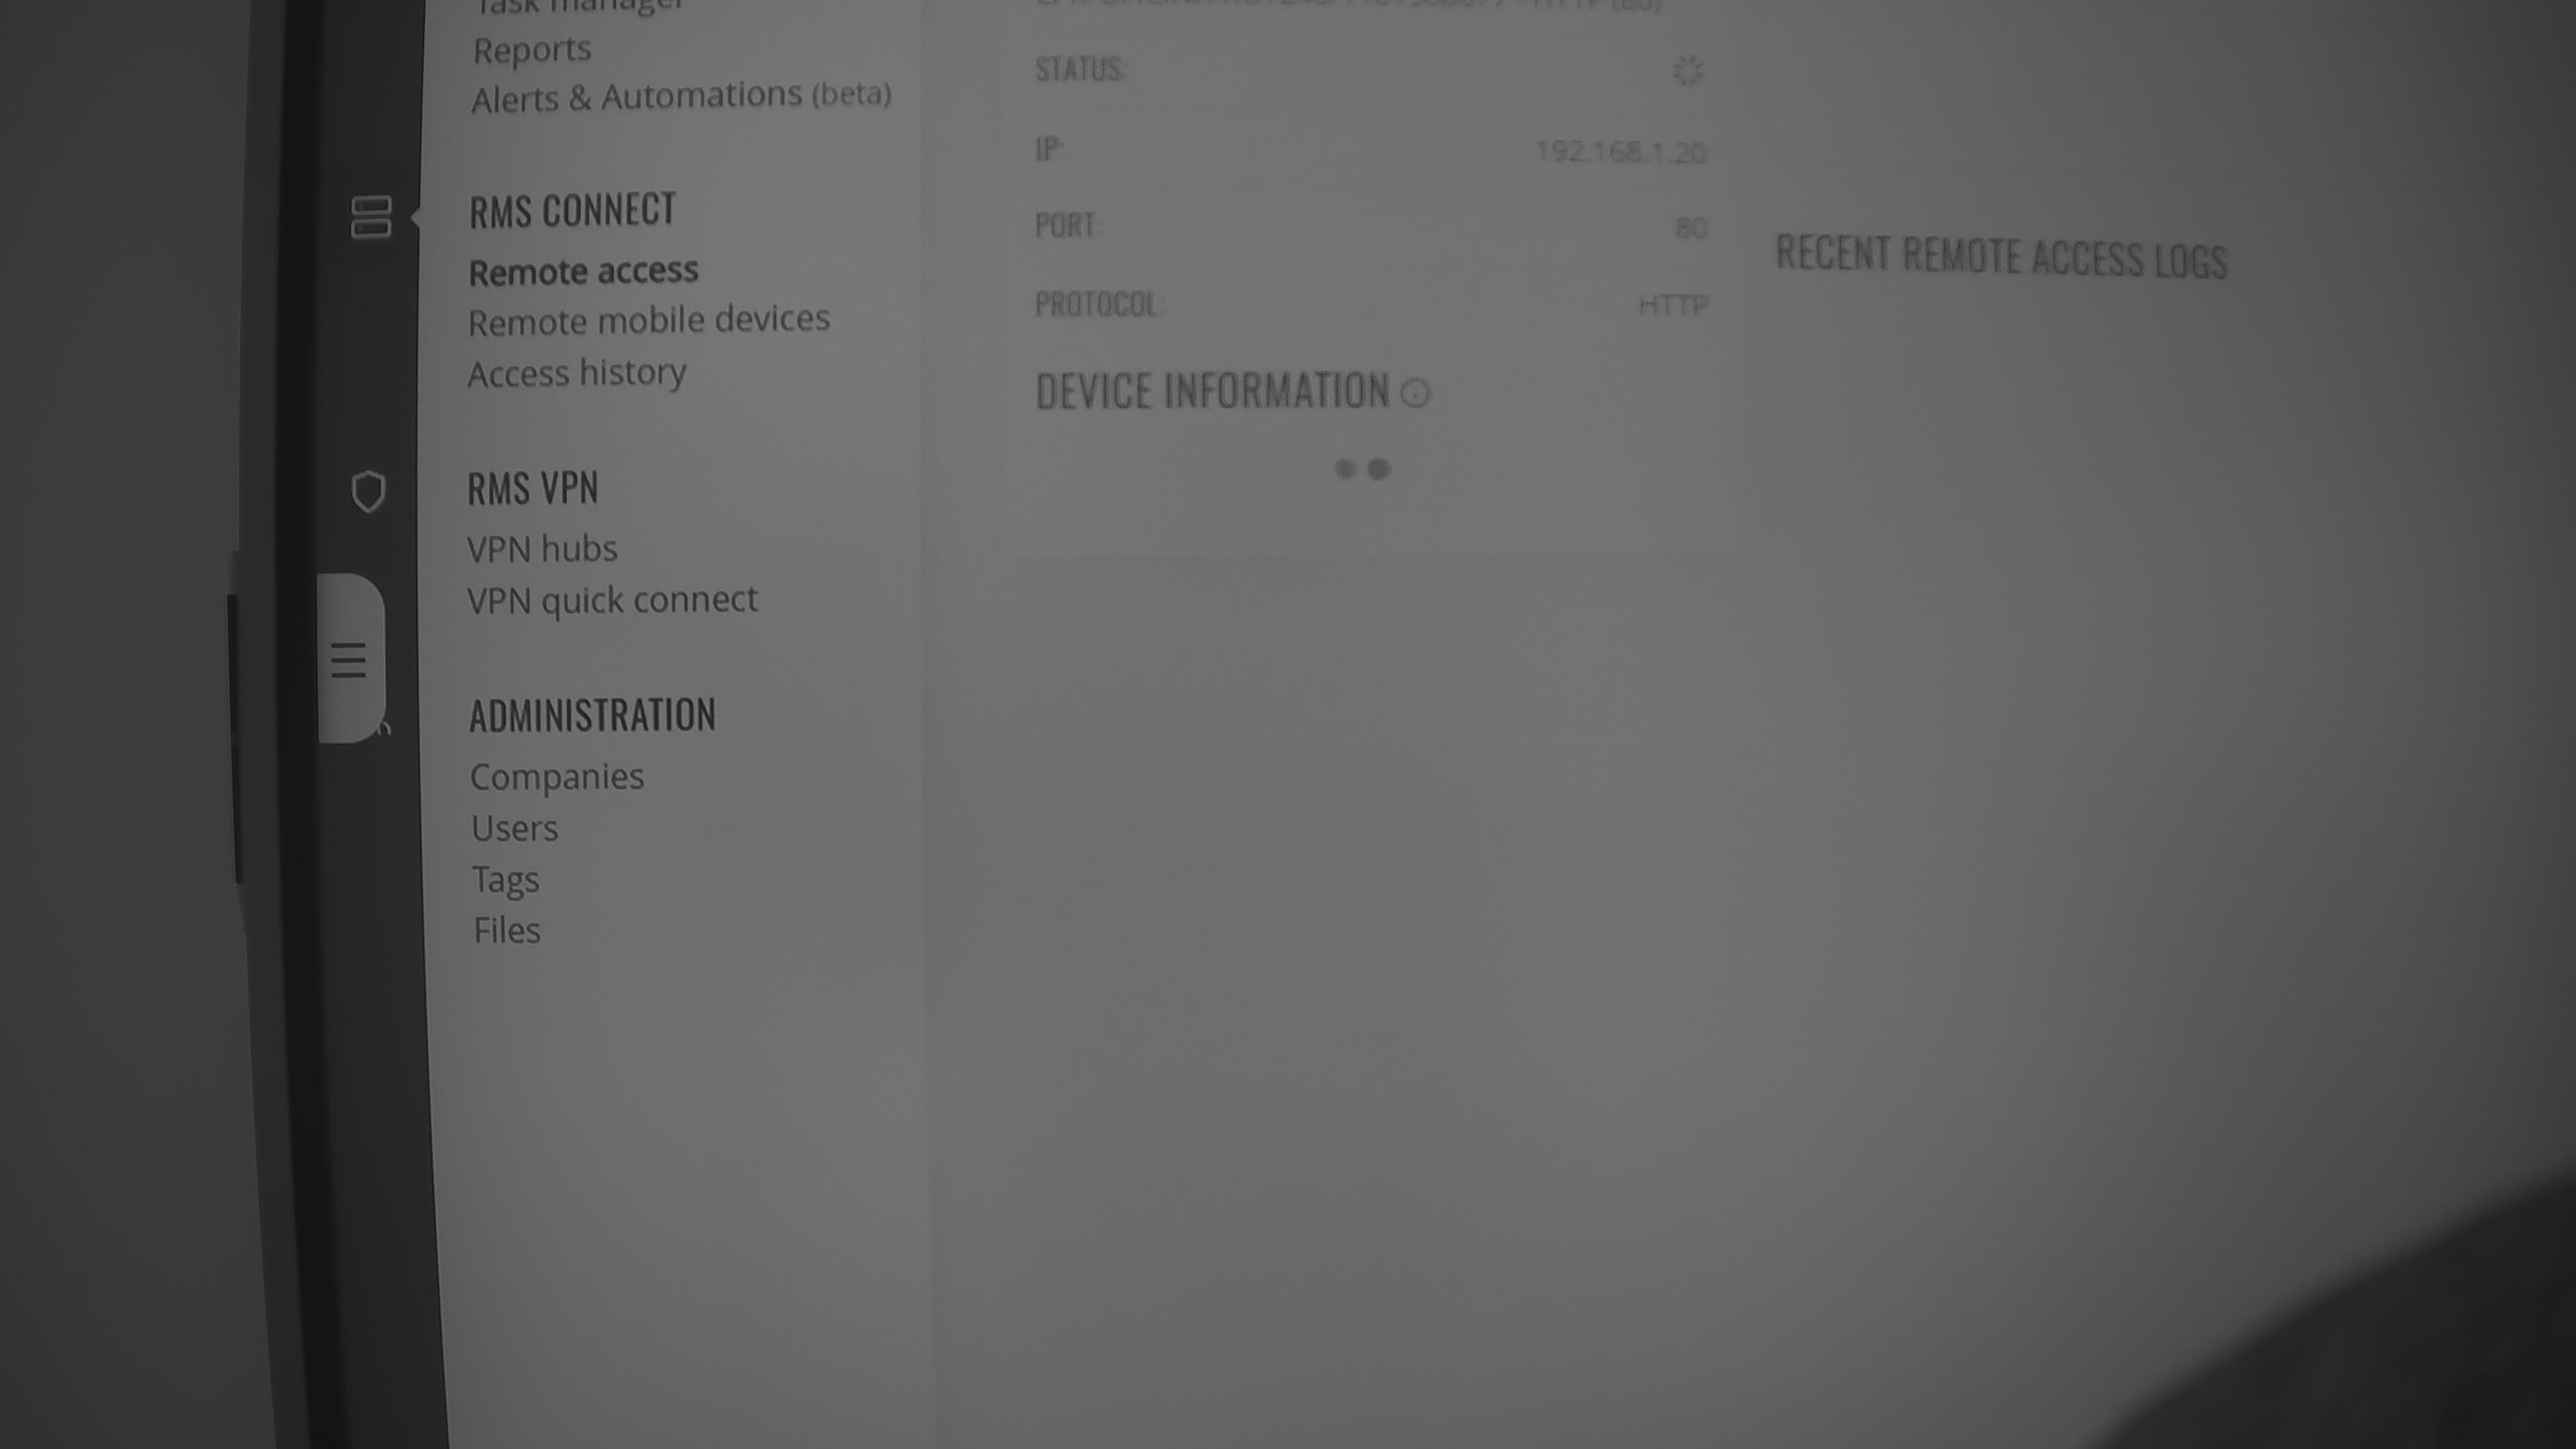 Task manager
Reports
Alerts & Automations (beta)
RMS CONNECT
Remote access
Remote mobile devices
Access history
RMS VPN
VPN hubs
VPN quick connect
ADMINISTRATION
Companies
Users
Tags
Files
HTTP (80)
STATUS:
IP: 192.168.1.20
PORT: 80
PROTOCOL: HTTP
DEVICE INFORMATION
RECENT REMOTE ACCESS LOGS